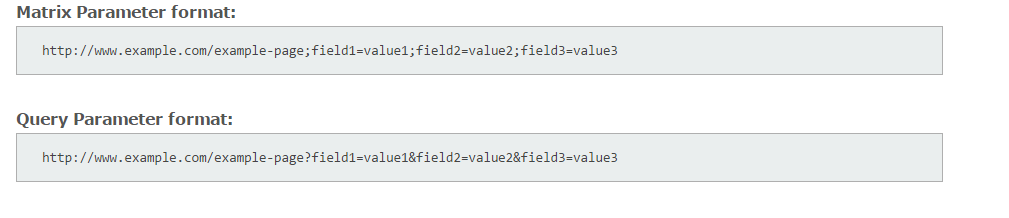 Matrix Parameter format:
http://www.example.com/example-page;field1=value1;field2=value2;field3=value3
Query Parameter format:
http://www.example.com/example-page?field1=value1&field2=value2&field3=value3